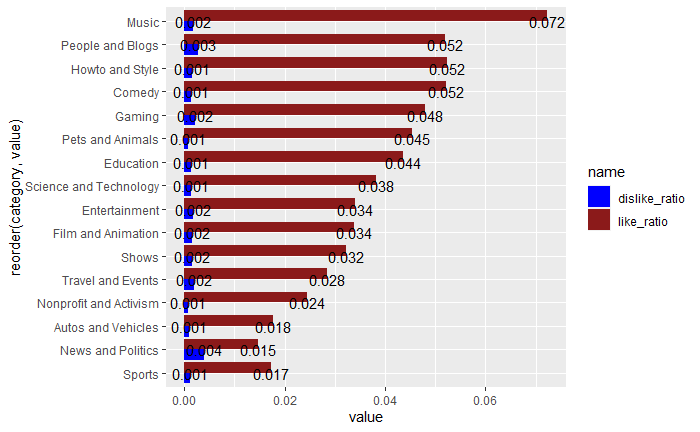 Music 0.002 0.072
People and Blogs 0.003 0.052
Howto and Style 0.001 0.052
Comedy 0.001 0.052
Gaming 0.002 0.048
Pets and Animals 0.001 0.045
Education 0.001 0.044
Science and Technology 0.001 0.038
Entertainment 0.002 0.034
Film and Animation 0.002 0.034
Shows 0.002 0.032
Travel and Events 0.002 0.028
Nonprofit and Activism 0.001 0.024
Autos and Vehicles 0.001 0.018
News and Politics 0.004 0.015
Sports 0.001 0.017
0.00 0.02 0.04 0.06
value
reorder(category, value)
name
dislike_ratio
like_ratio